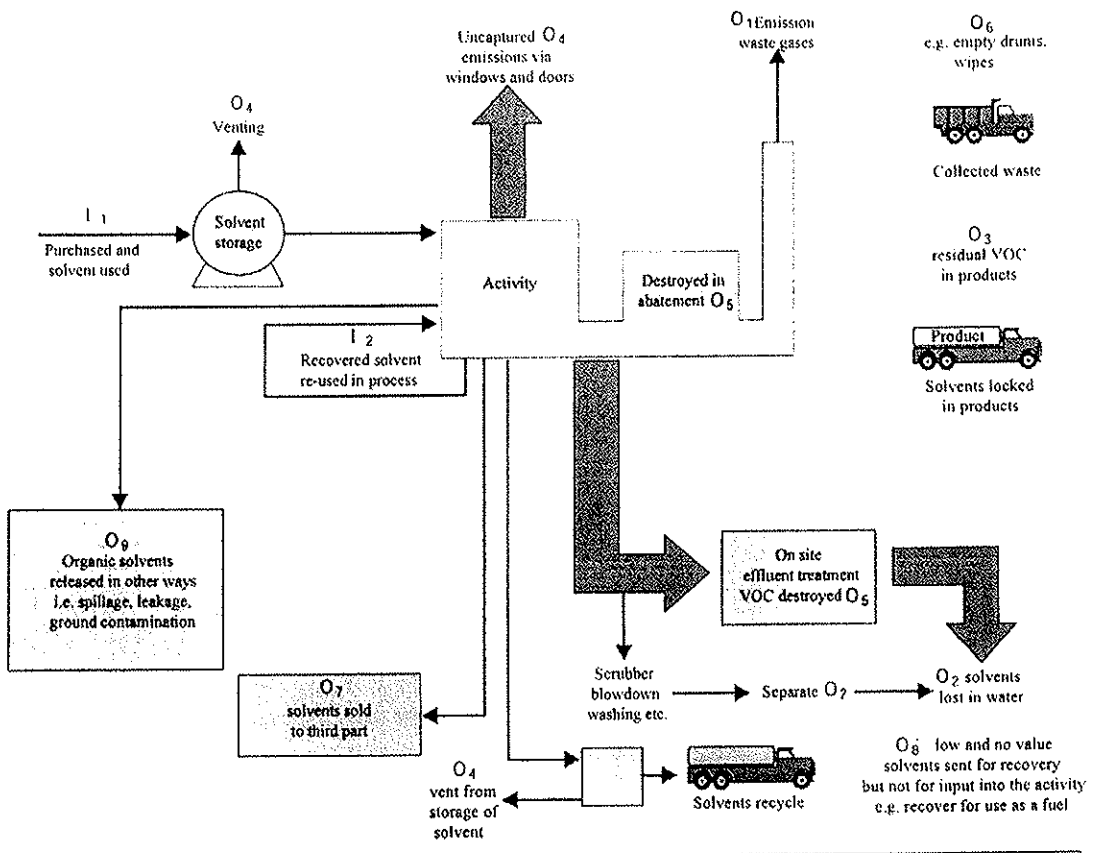 Uncaptured O4
emissions via
windows and doors
O1 Emission
waste gases
O6
e.g. empty drums,
wipes
Collected waste
O4
Venting
I1
Purchased and
solvent used
Solvent
storage
Activity
Destroyed in
abatement O5
O3
residual VOC
in products
Product
Solvents locked
in products
I2
Recovered solvent
re-used in process
O9
Organic solvents
released in other ways
i.e. spillage, leakage,
ground contamination
On site
effluent treatment
VOC destroyed O5
O7
solvents sold
to third part
Scrubber
blowdown
washing etc.
Separate O2
O2 solvents
lost in water
O4
vent from
storage of
solvent
Solvents recycle
O8 low and no value
solvents sent for recovery
but not for input into the activity
e.g. recover for use as a fuel